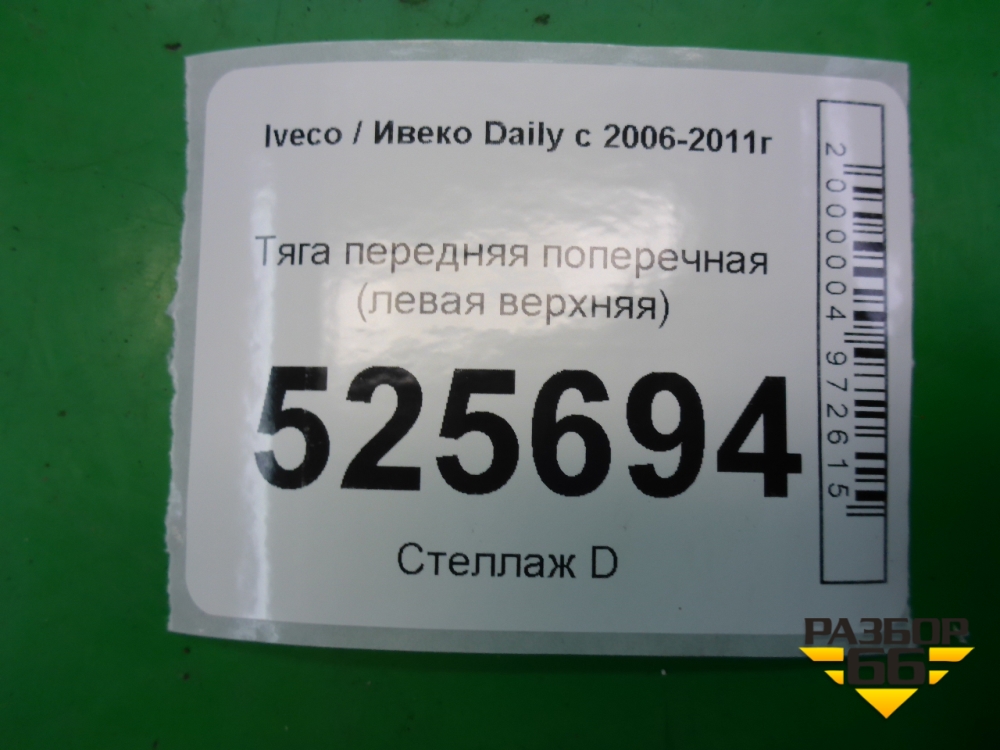 Iveco / Ивеко Daily с 2006-2011г
Тяга передняя поперечная
(левая верхняя)
525694
Стеллаж D
2000004972615
РАЗБОР
66